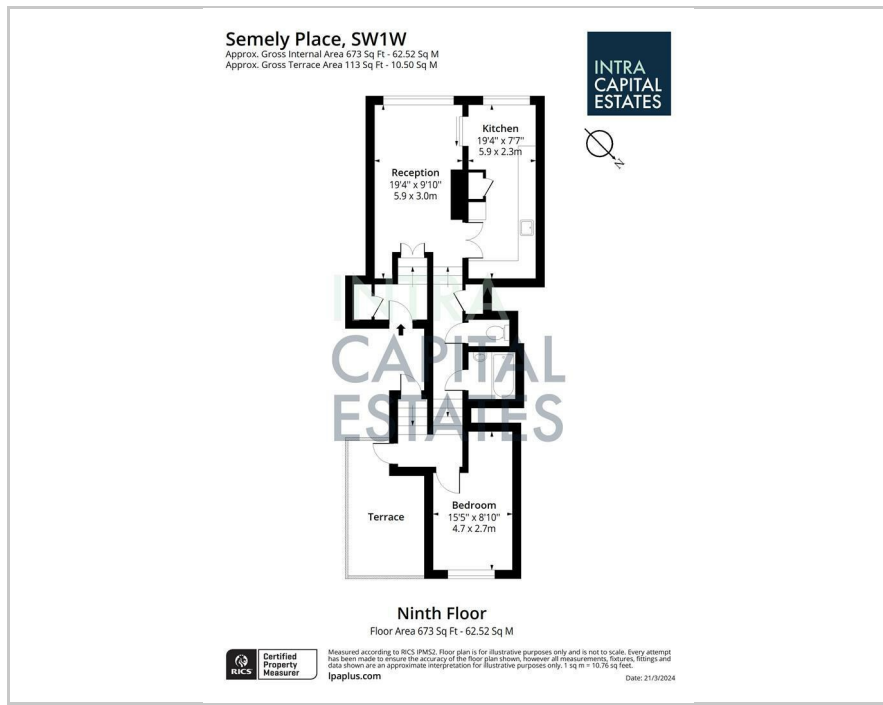 Semely Place, SW1W
Approx. Gross Internal Area 673 Sq Ft - 62.52 Sq M
Approx. Gross Terrace Area 113 Sq Ft - 10.50 Sq M
INTRA
CAPITAL
ESTATES
N
Kitchen
19'4" x 7'7"
5.9 x 2.3m
Reception
19'4" x 9'10"
5.9 x 3.0m
INTRA
CAPITAL
ESTATES
Bedroom
15'5" x 8'10"
4.7 x 2.7m
Terrace
Ninth Floor
Floor Area 673 Sq Ft - 62.52 Sq M
RICS
Certified
Property
Measurer
Measured according to RICS IPMS2. Floor plan is for illustrative purposes only and is not to scale. Every attempt
has been made to ensure the accuracy of the floor plan shown, however all measurements, fixtures, fittings and
data shown are an approximate interpretation for illustrative purposes only. 1 sq m = 10.76 sq feet.
lpaplus.com
Date: 21/3/2024